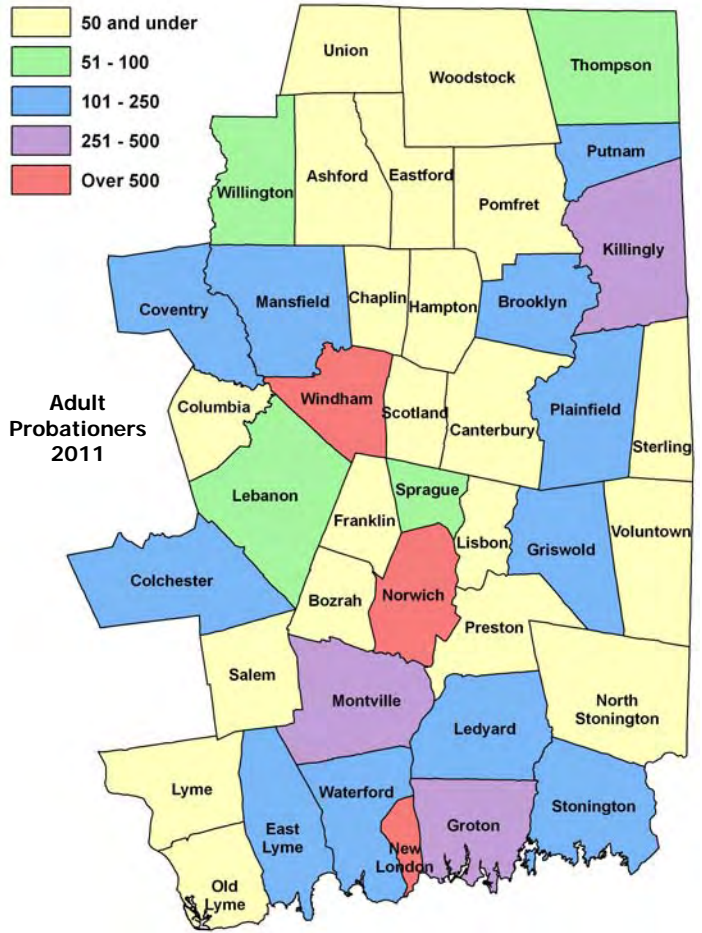 50 and under
51 - 100
101 - 250
251 - 500
Over 500
Adult
Probationers
2011
Union
Woodstock
Thompson
Putnam
Willington
Ashford
Eastford
Pomfret
Killingly
Coventry
Mansfield
Chaplin
Hampton
Brooklyn
Columbia
Windham
Scotland
Canterbury
Plainfield
Sterling
Lebanon
Franklin
Sprague
Lisbon
Griswold
Voluntown
Colchester
Bozrah
Norwich
Preston
Salem
Montville
Ledyard
North
Stonington
Lyme
East
Lyme
Waterford
New
London
Groton
Stonington
Old
Lyme